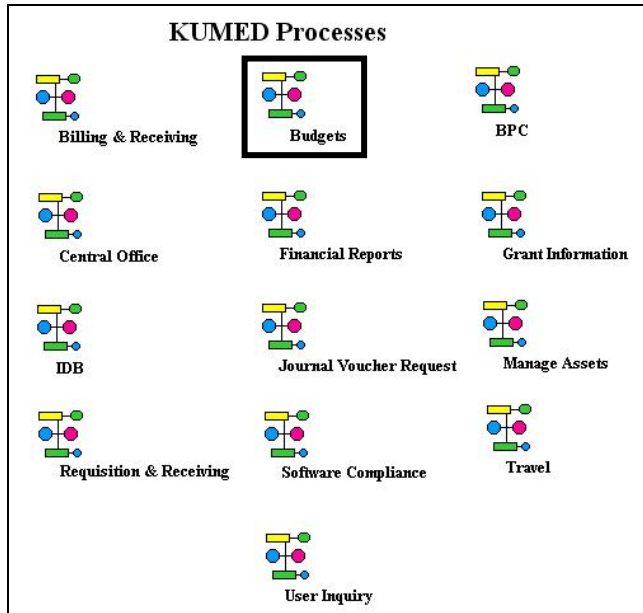 KUMED Processes
Billing & Receiving
Budgets
BPC
Central Office
Financial Reports
Grant Information
IDB
Journal Voucher Request
Manage Assets
Requisition & Receiving
Software Compliance
Travel
User Inquiry